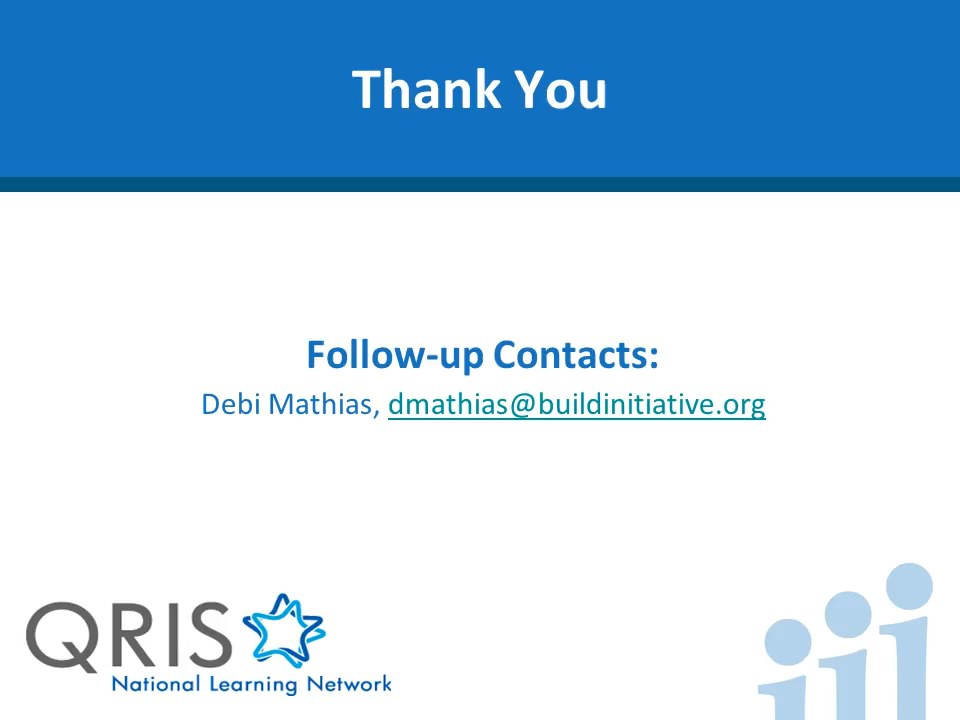 Thank You
Follow-up Contacts:
Debi Mathias, dmathias@buildinitiative.org
QRIS
National Learning Network